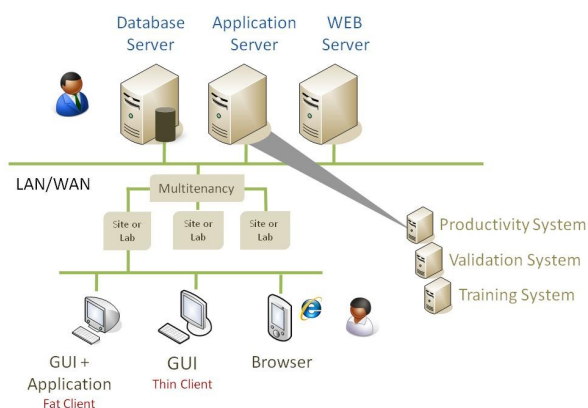 Database
Server
Application
Server
WEB
Server
LAN/WAN
Multitenancy
Site or
Lab
Site or
Lab
Site or
Lab
Productivity System
Validation System
Training System
GUI +
Application
Fat Client
GUI
Thin Client
Browser